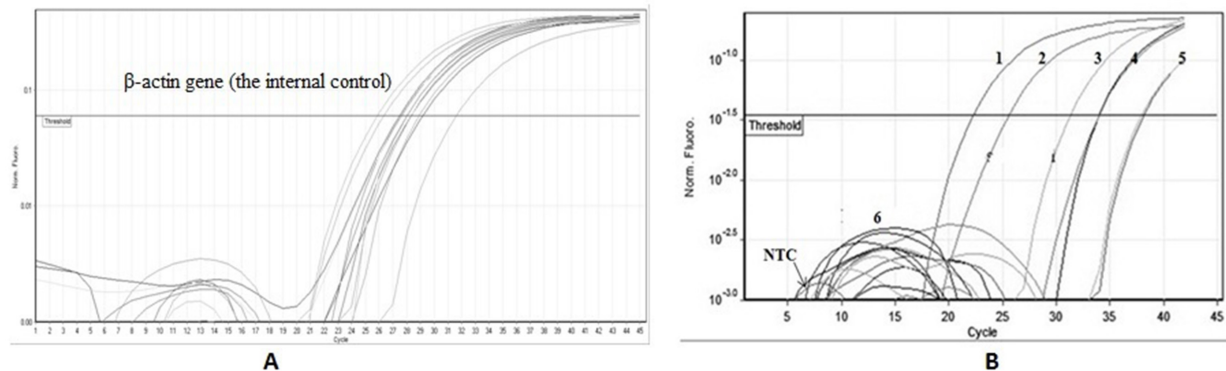 β-actin gene (the internal control)
0.1
0.01
0.00
Norm. Fluoro.
Threshold
1 2 3 4 5 6 7 8 9 10 11 12 13 14 15 16 17 18 19 20 21 22 23 24 25 26 27 28 29 30 31 32 33 34 35 36 37 38 39 40 41 42 43 44 45
Cycle
A
1 2 3 4 5
10^-1.0
10^-1.5
10^-2.0
10^-2.5
10^-3.0
Norm. Fluoro.
Threshold
6
NTC
5 10 15 20 25 30 35 40 45
Cycle
B